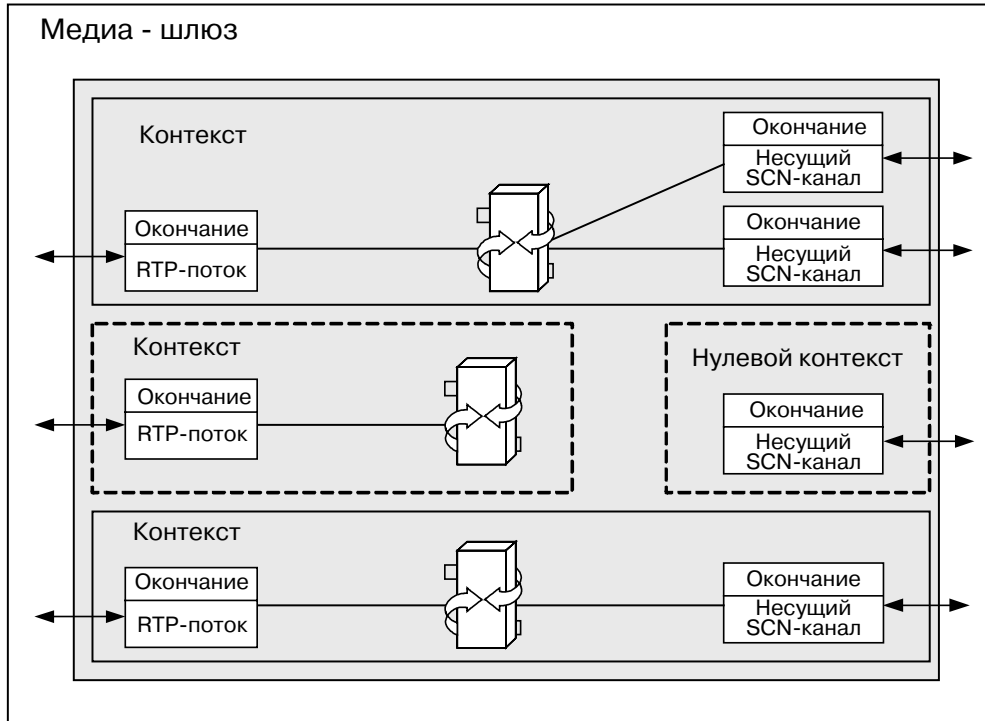 Медиа - шлюз
Контекст
Окончание
Несущий
SCN-канал
Окончание
RTP-поток
Окончание
Несущий
SCN-канал
Контекст
Окончание
RTP-поток
Нулевой контекст
Окончание
Несущий
SCN-канал
Контекст
Окончание
RTP-поток
Окончание
Несущий
SCN-канал